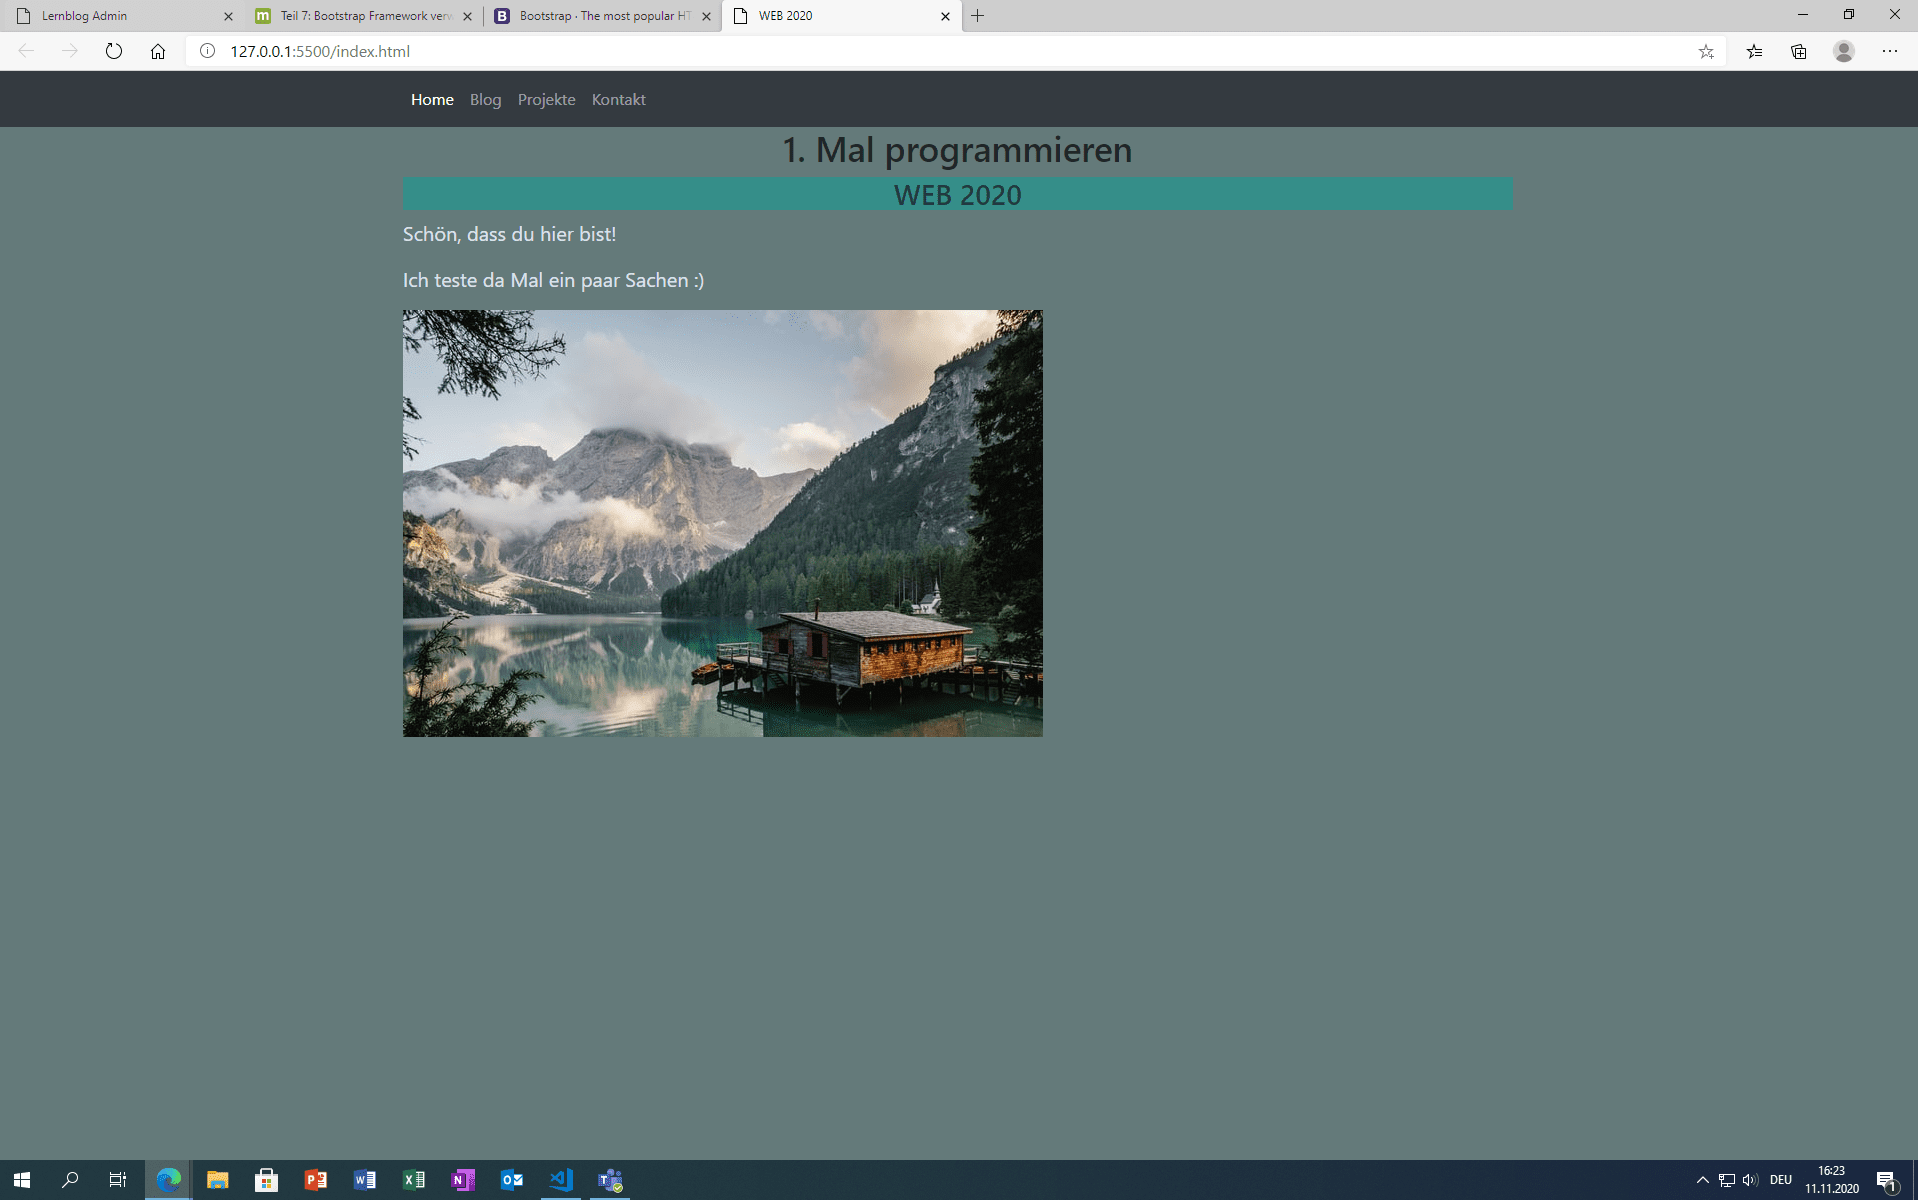 Lernblog Admin
Teil 7: Bootstrap Framework verw
Bootstrap · The most popular HT
WEB 2020
127.0.0.1:5500/index.html
Home Blog Projekte Kontakt
1. Mal programmieren
WEB 2020
Schön, dass du hier bist!
Ich teste da Mal ein paar Sachen :)
DEU
16:23
11.11.2020
1